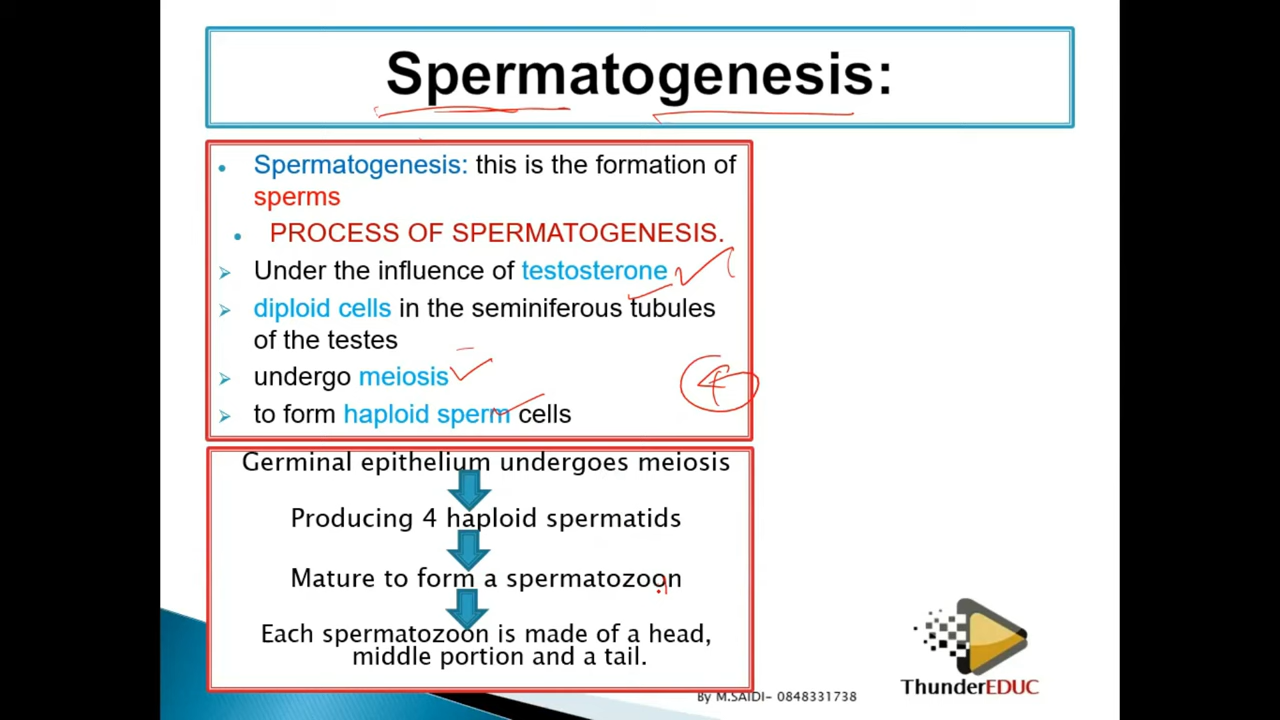 Spermatogenesis:
Spermatogenesis: this is the formation of
sperms
PROCESS OF SPERMATOGENESIS.
Under the influence of testosterone
diploid cells in the seminiferous tubules
of the testes
undergo meiosis
to form haploid sperm cells
4
Germinal epithelium undergoes meiosis
Producing 4 haploid spermatids
Mature to form a spermatozoon
Each spermatozoon is made of a head,
middle portion and a tail.
ThunderEDUC
By M.SAIDI- 0848331738